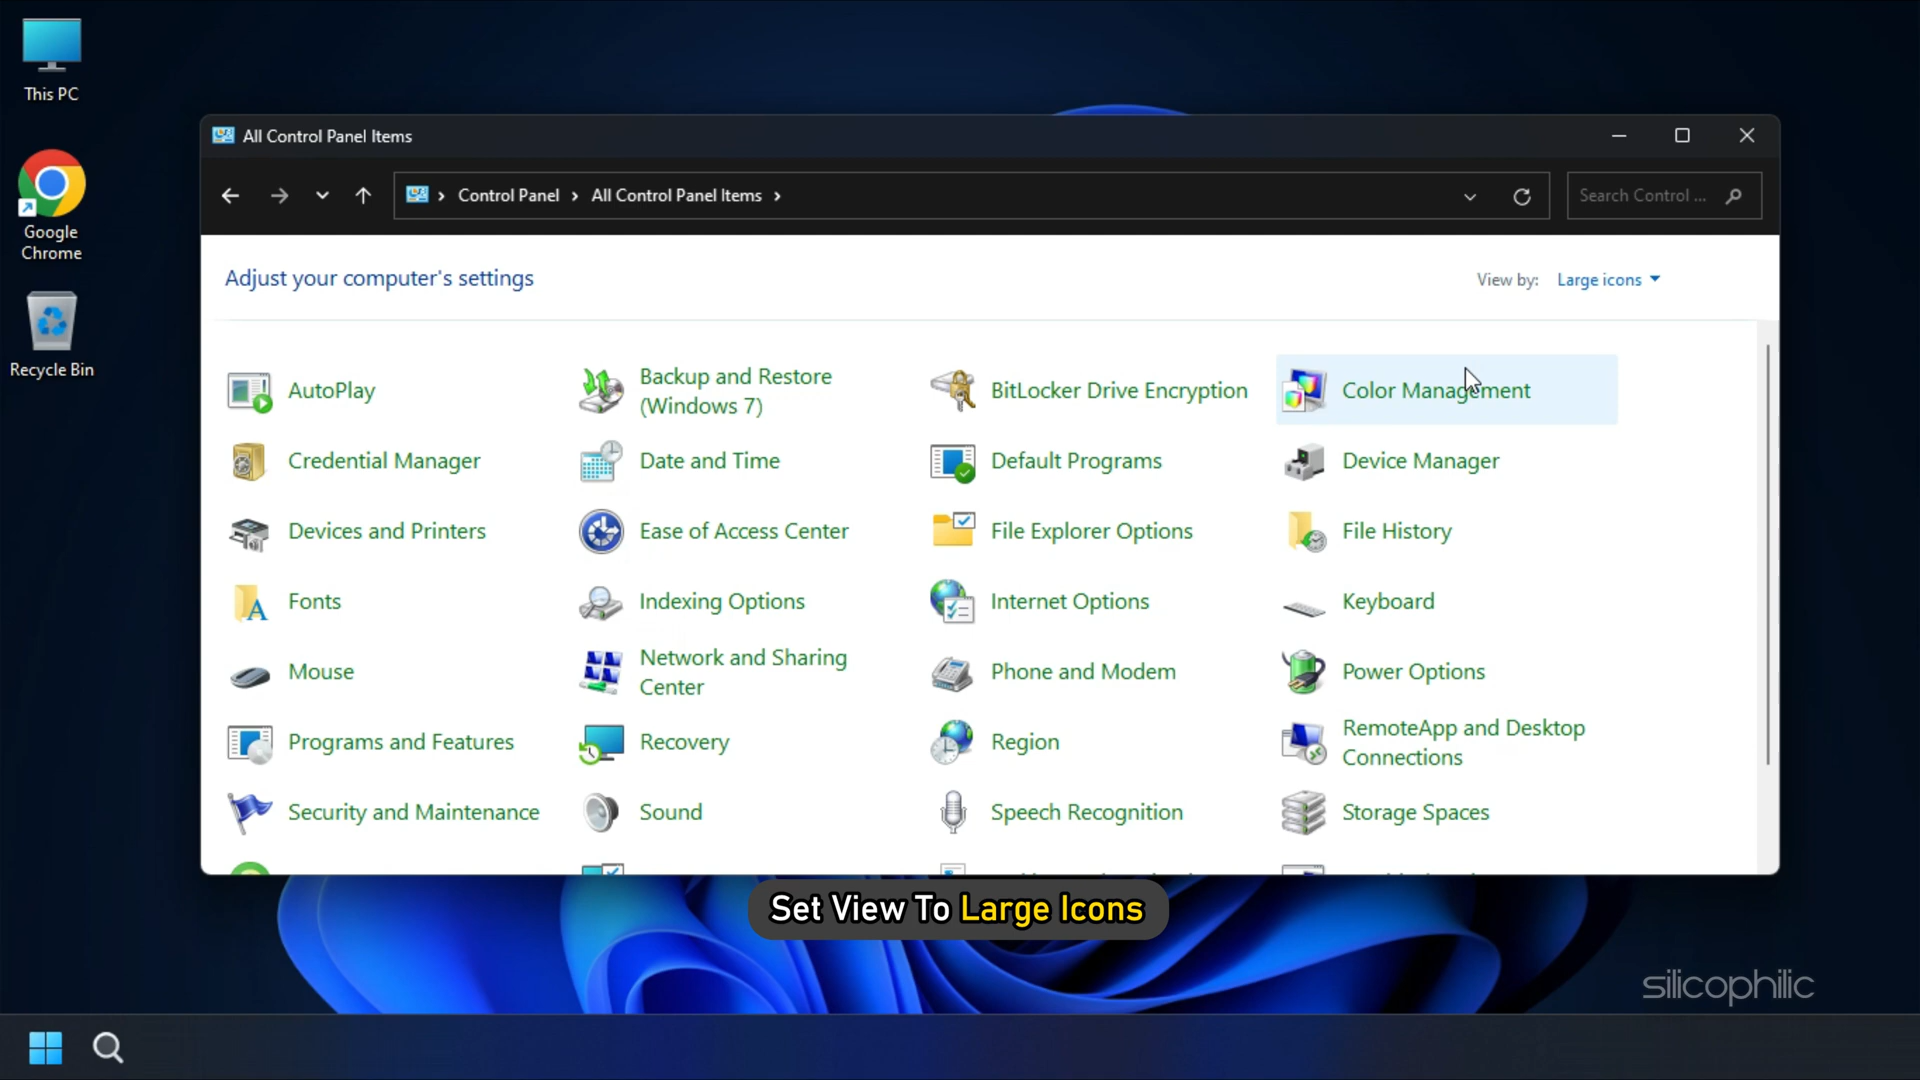 This PC
Google
Chrome
Recycle Bin
All Control Panel Items
Control Panel
All Control Panel Items
Search Control ...
Adjust your computer's settings
View by:
Large icons
AutoPlay
Backup and Restore
(Windows 7)
BitLocker Drive Encryption
Color Management
Credential Manager
Date and Time
Default Programs
Device Manager
Devices and Printers
Ease of Access Center
File Explorer Options
File History
Fonts
Indexing Options
Internet Options
Keyboard
Mouse
Network and Sharing
Center
Phone and Modem
Power Options
Programs and Features
Recovery
Region
RemoteApp and Desktop
Connections
Security and Maintenance
Sound
Speech Recognition
Storage Spaces
Set View To Large Icons
silicophilic